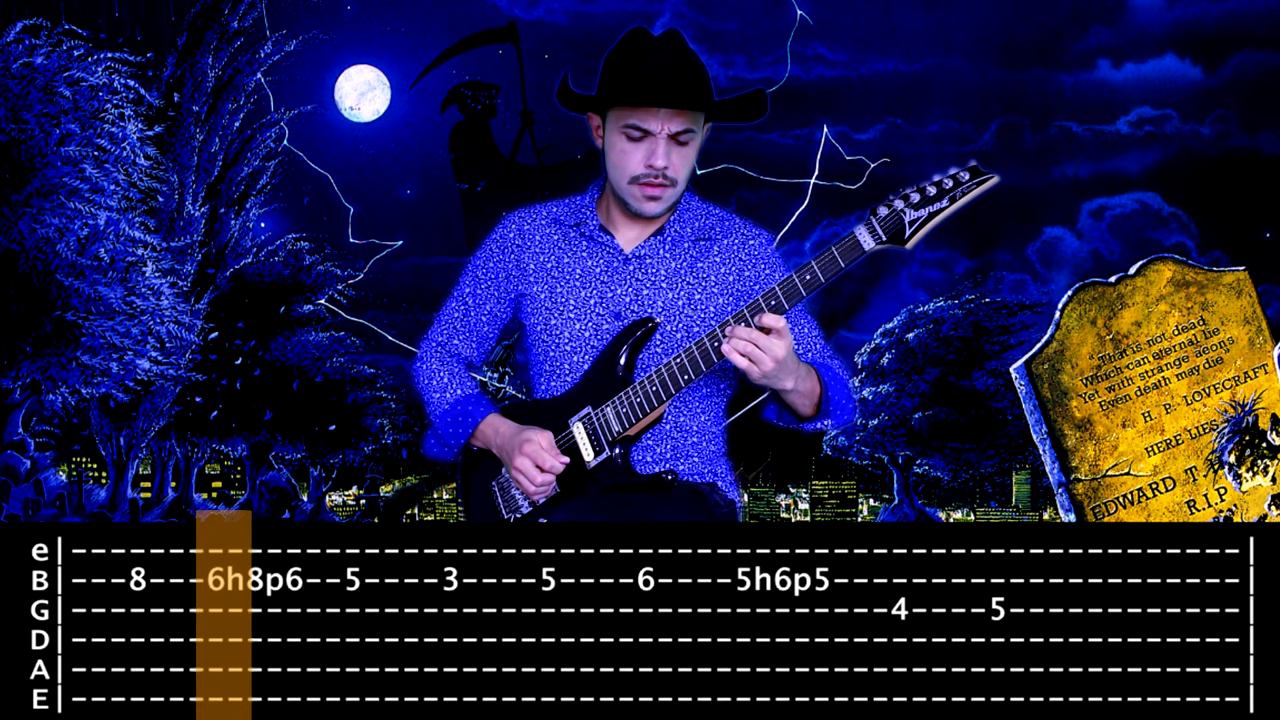 Ibanez
"That is not dead
Which can eternal lie
Yet with strange aeons
Even death may die"
H. P. LOVECRAFT
HERE LIES
EDWARD T
R.I.P
e|------------------------------------------------------------|
B|---8---6h8p6--5----3----5----6----5h6p5---------------------|
G|------------------------------------------4----5------------|
D|------------------------------------------------------------|
A|------------------------------------------------------------|
E|------------------------------------------------------------|